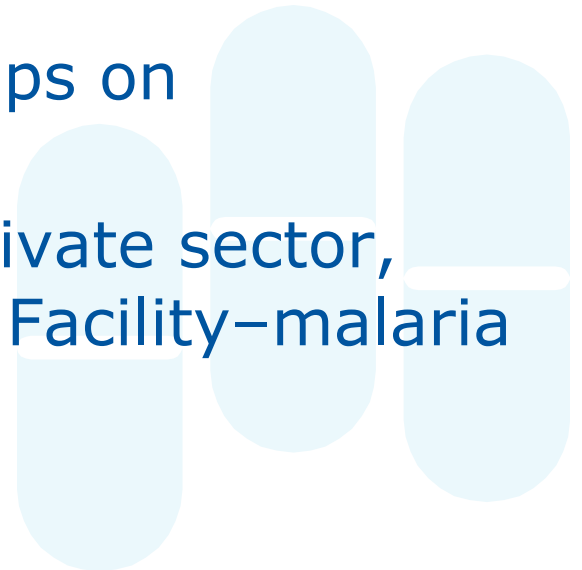 ps on
ivate sector,
Facility–malaria